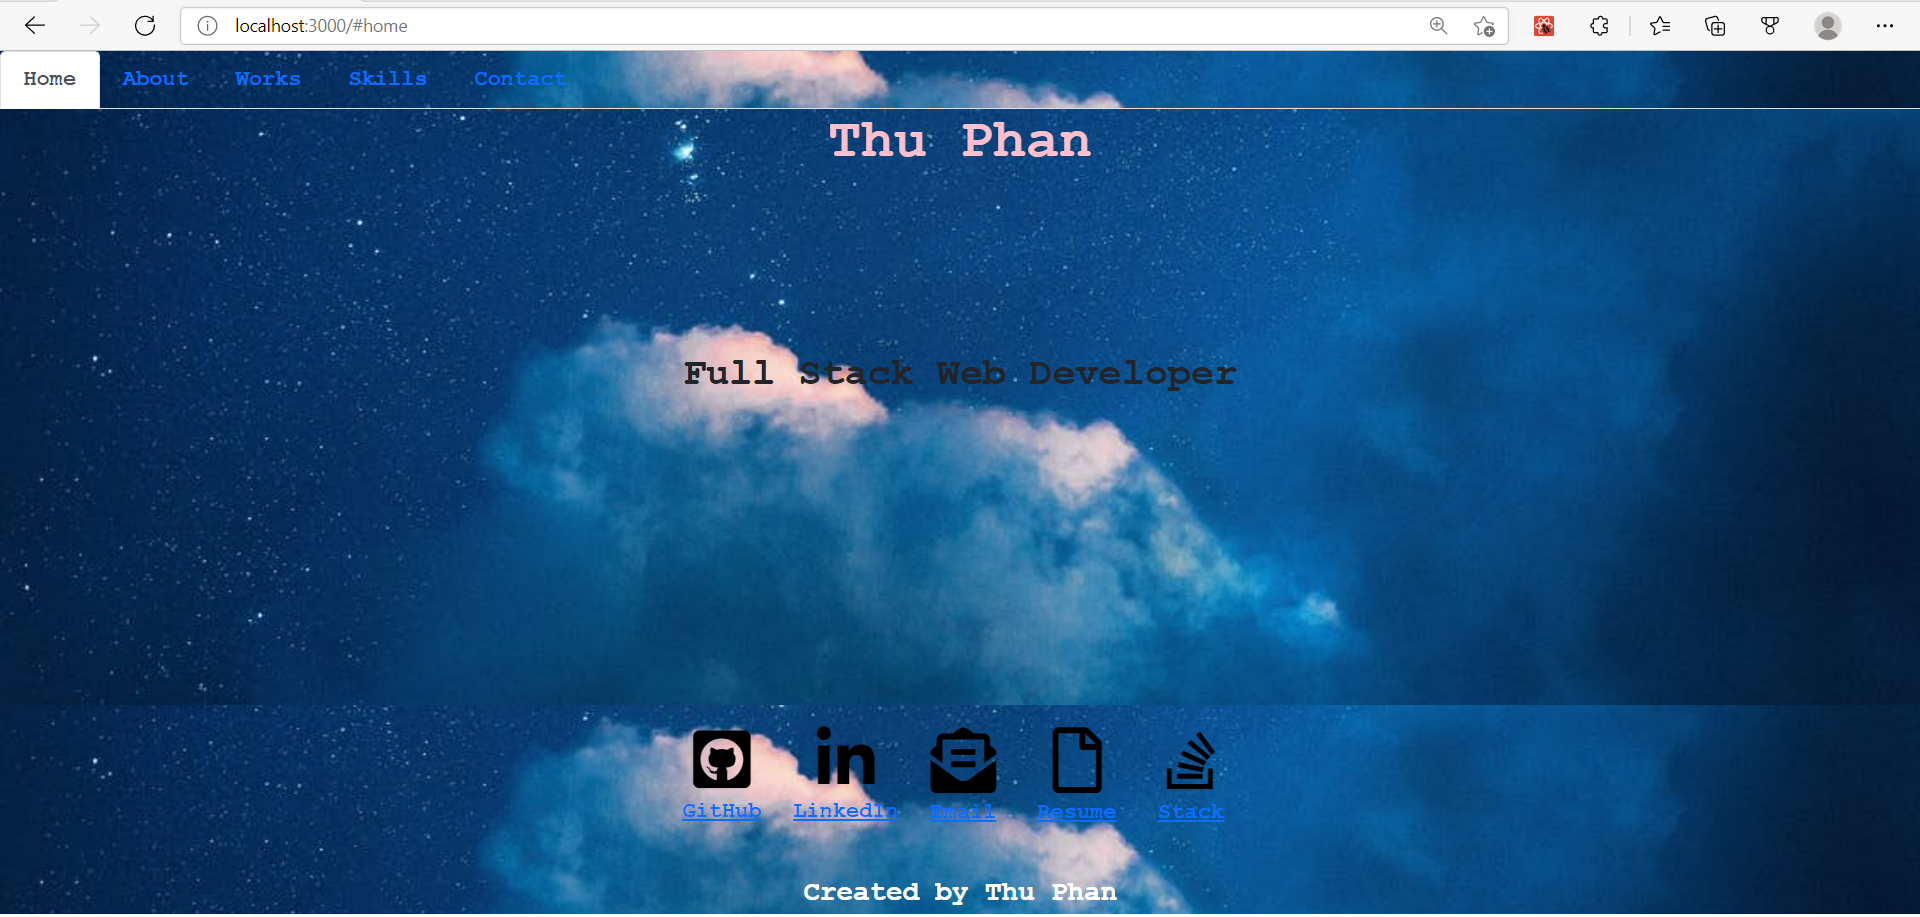 localhost:3000/#home
Home About Works Skills Contact
Thu Phan
Full Stack Web Developer
in
GitHub LinkedIn Email Resume Stack
Created by Thu Phan